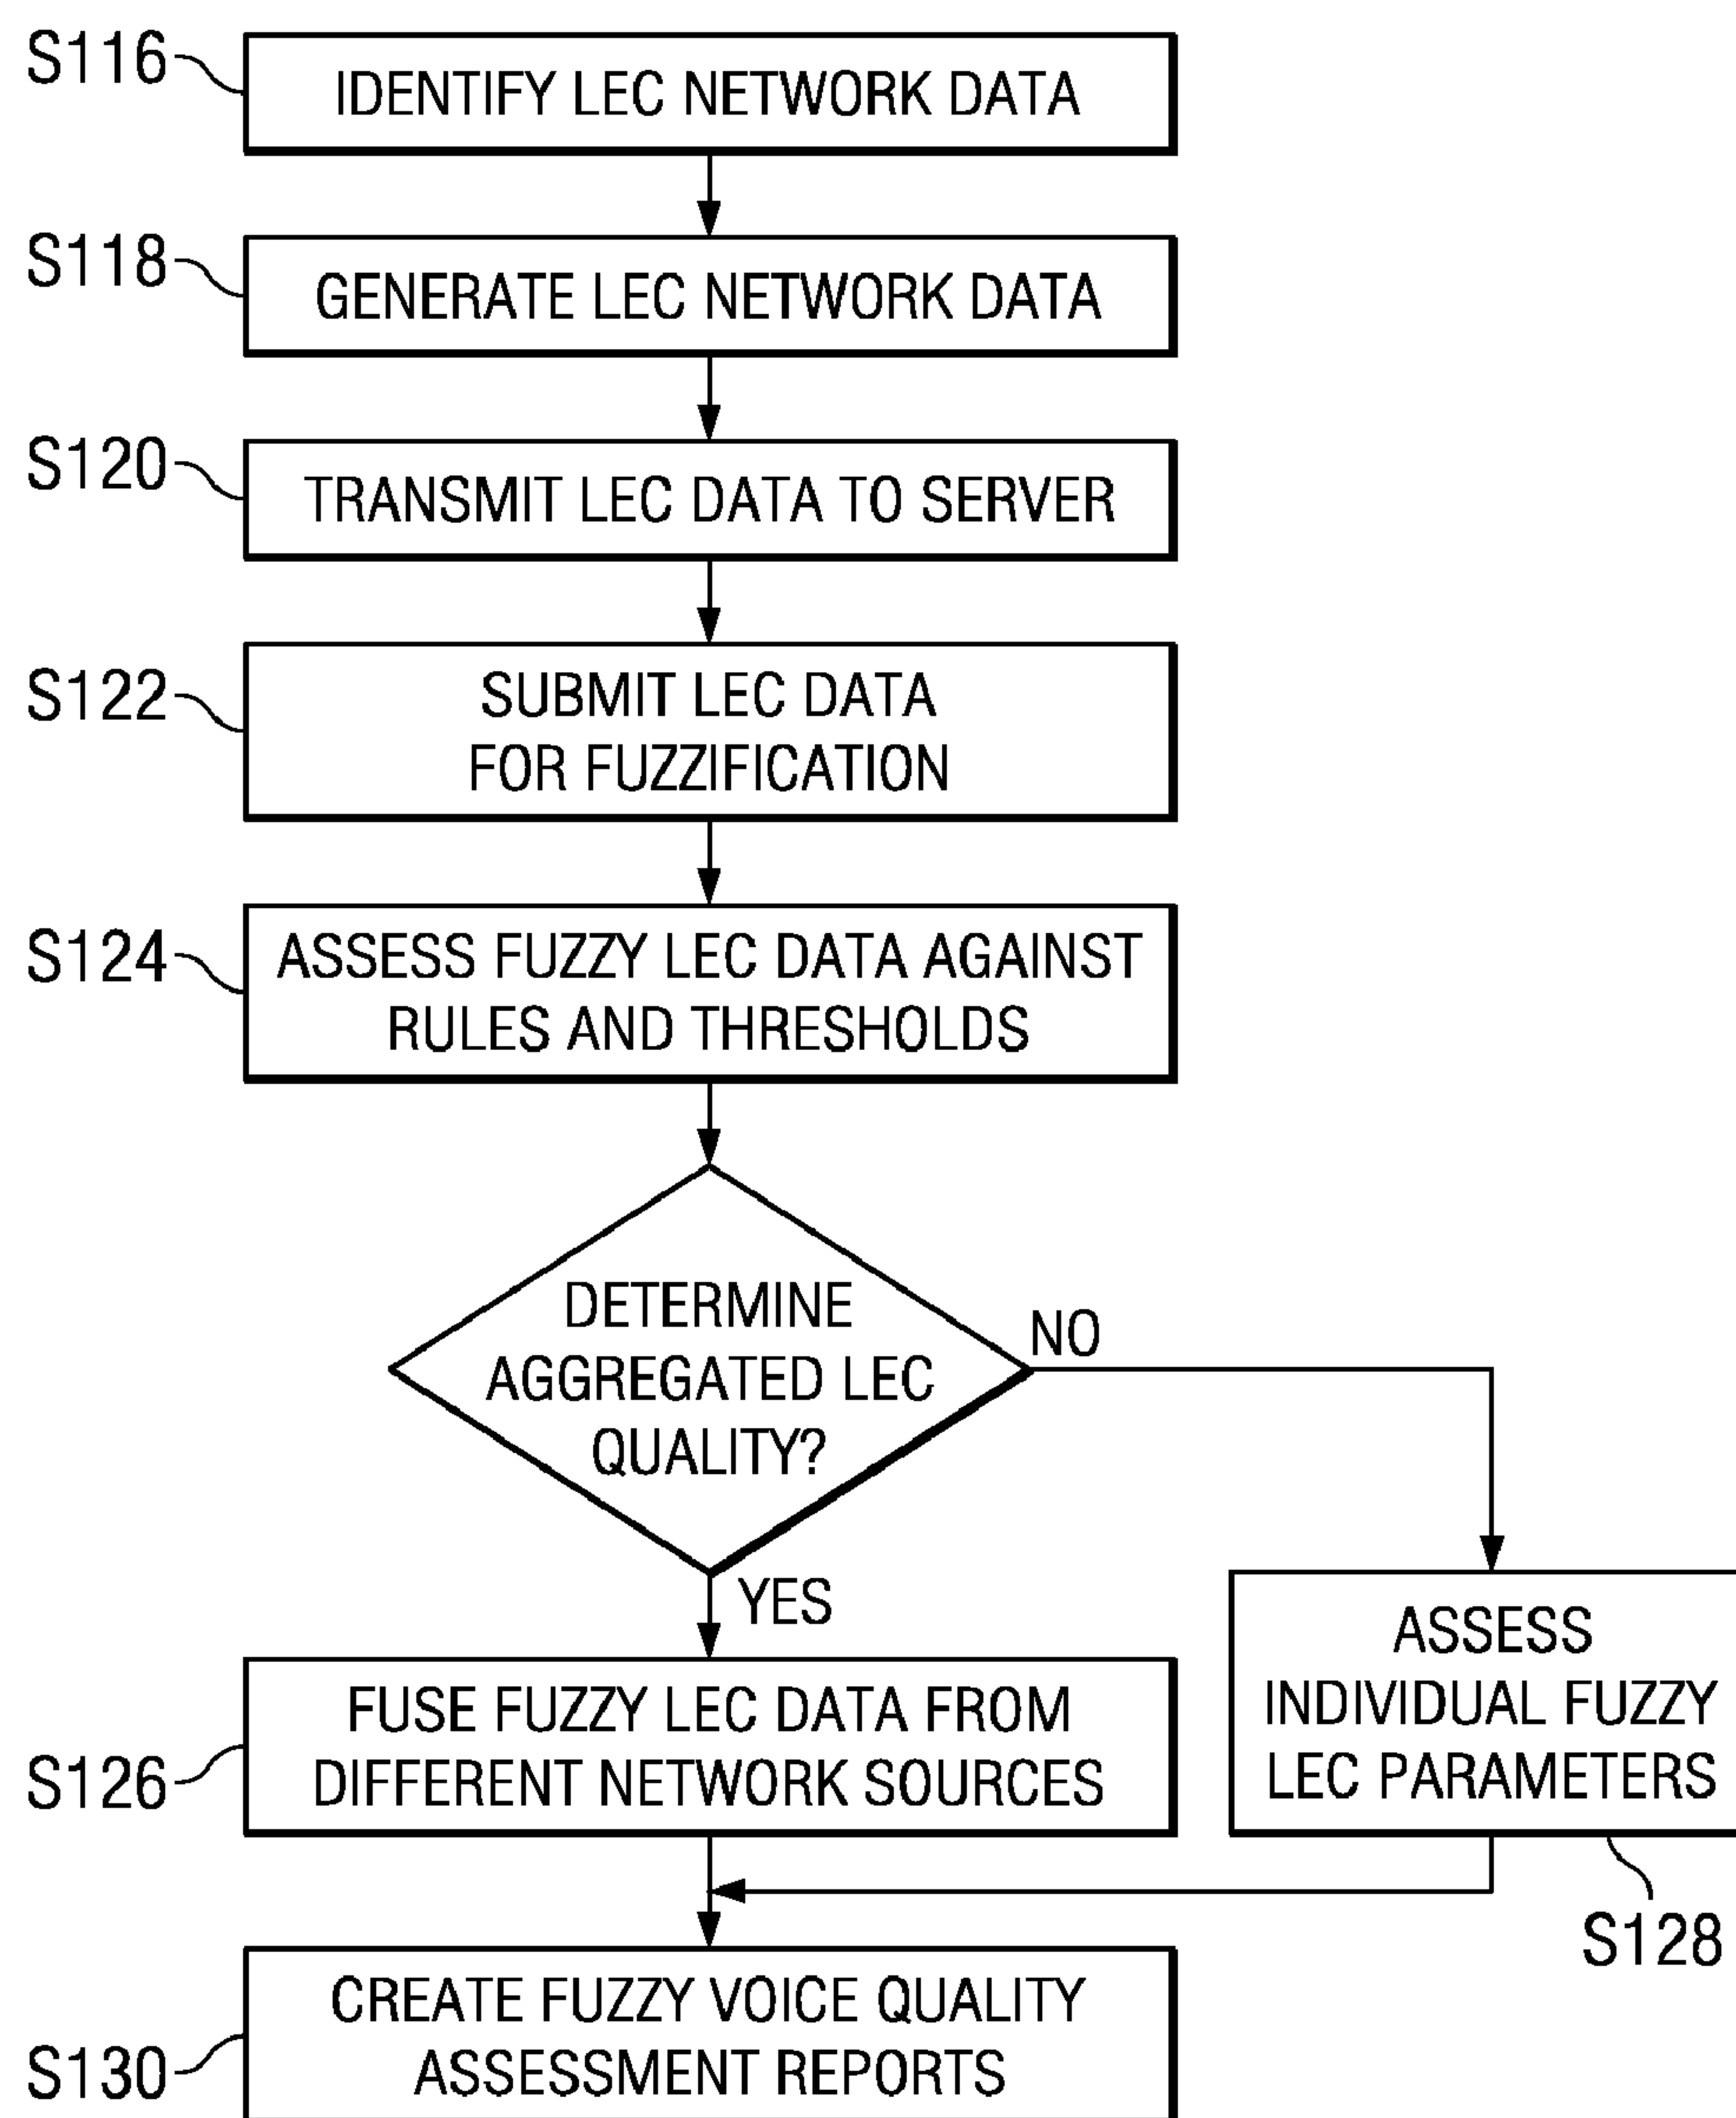 S116
IDENTIFY LEC NETWORK DATA
S118
GENERATE LEC NETWORK DATA
S120
TRANSMIT LEC DATA TO SERVER
S122
SUBMIT LEC DATA
FOR FUZZIFICATION
S124
ASSESS FUZZY LEC DATA AGAINST
RULES AND THRESHOLDS
DETERMINE
AGGREGATED LEC
QUALITY?
NO
YES
ASSESS
INDIVIDUAL FUZZY
LEC PARAMETERS
S128
S126
FUSE FUZZY LEC DATA FROM
DIFFERENT NETWORK SOURCES
S130
CREATE FUZZY VOICE QUALITY
ASSESSMENT REPORTS